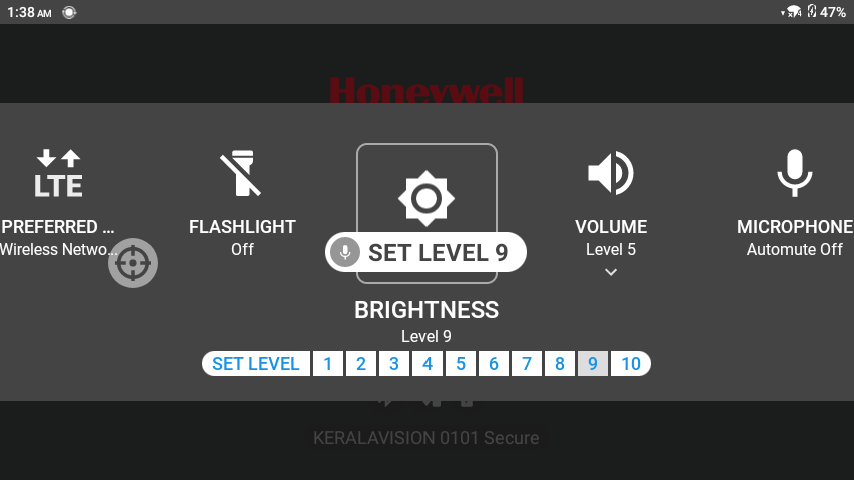 1:38 AM
47%
Honeywell
LTE
PREFERRED ...
Wireless Netwo...
FLASHLIGHT
Off
SET LEVEL 9
BRIGHTNESS
Level 9
VOLUME
Level 5
MICROPHONE
Automute Off
SET LEVEL 1 2 3 4 5 6 7 8 9 10
KERALAVISION 0101 Secure